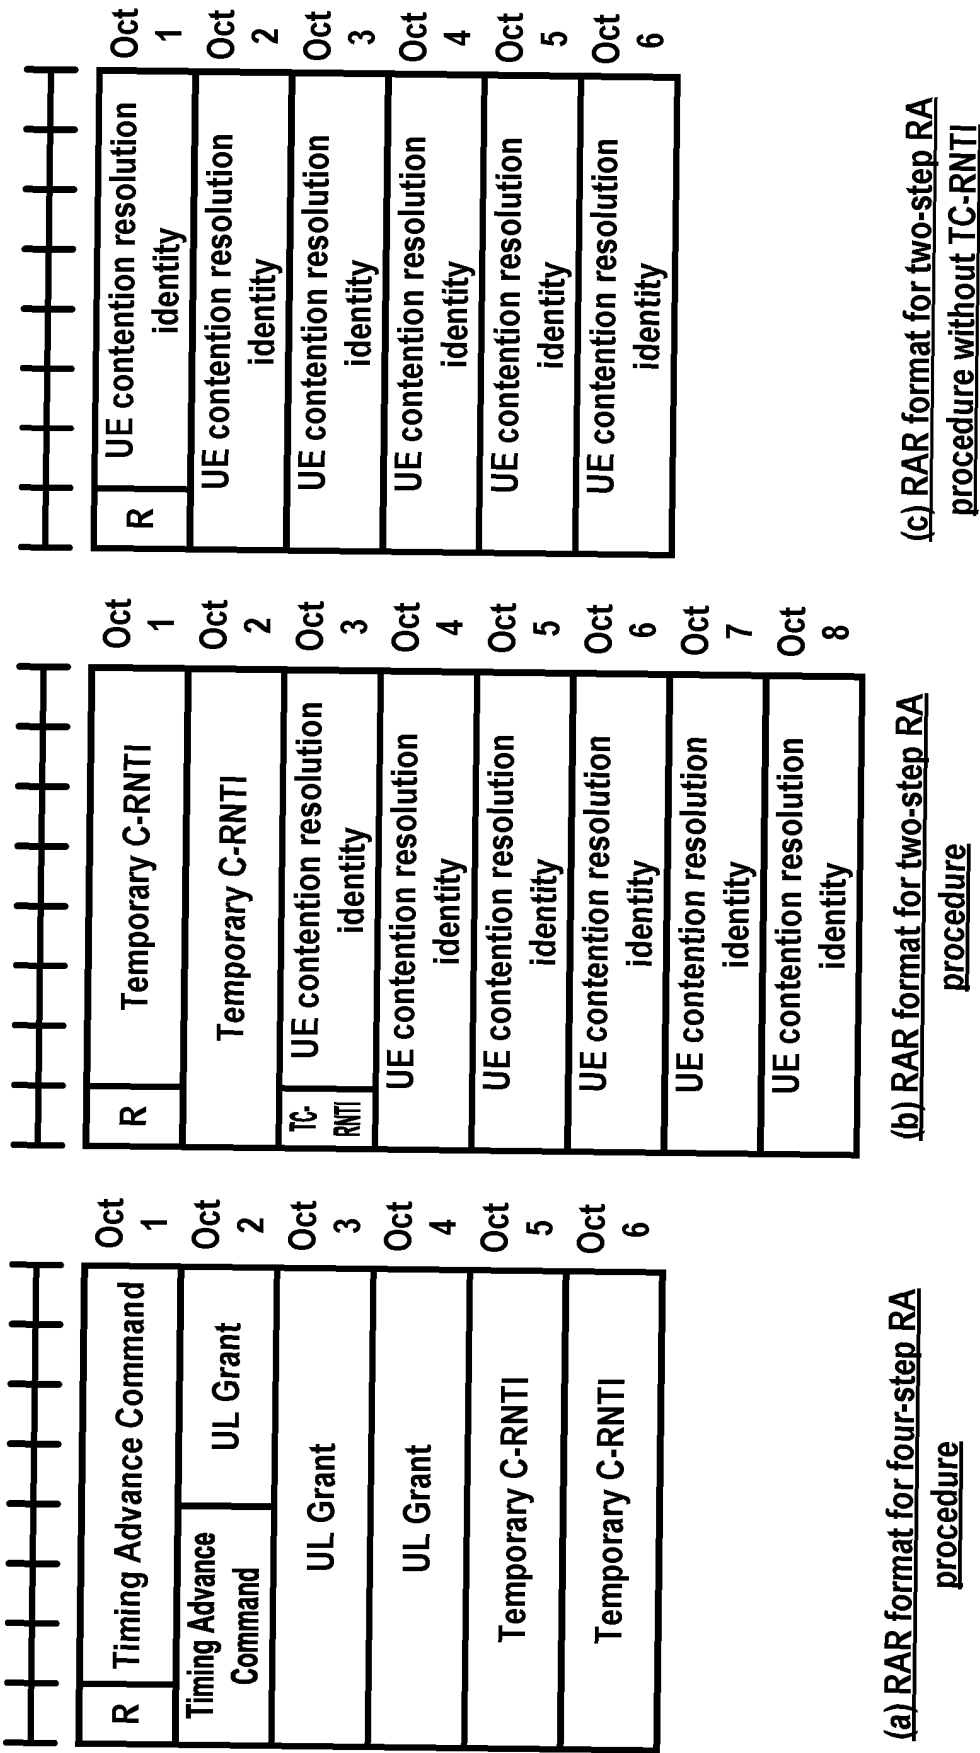 R
Timing Advance Command
Oct
1
Timing Advance
Command
UL Grant
Oct
2
UL Grant
Oct
3
UL Grant
Oct
4
Temporary C-RNTI
Oct
5
Temporary C-RNTI
Oct
6
(a) RAR format for four-step RA
procedure
R
Temporary C-RNTI
Oct
1
Temporary C-RNTI
Oct
2
TC-
RNTI
UE contention resolution
identity
Oct
3
UE contention resolution
identity
Oct
4
UE contention resolution
identity
Oct
5
UE contention resolution
identity
Oct
6
UE contention resolution
identity
Oct
7
UE contention resolution
identity
Oct
8
(b) RAR format for two-step RA
procedure
R
UE contention resolution
identity
Oct
1
UE contention resolution
identity
Oct
2
UE contention resolution
identity
Oct
3
UE contention resolution
identity
Oct
4
UE contention resolution
identity
Oct
5
UE contention resolution
identity
Oct
6
(c) RAR format for two-step RA
procedure without TC-RNTI